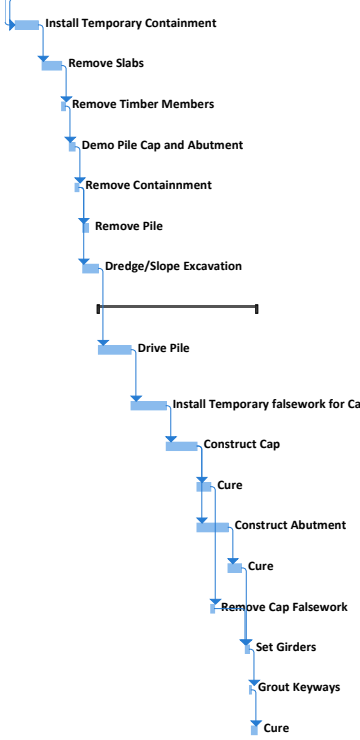 Install Temporary Containment
Remove Slabs
Remove Timber Members
Demo Pile Cap and Abutment
Remove Containnment
Remove Pile
Dredge/Slope Excavation
Drive Pile
Install Temporary falsework for Ca
Construct Cap
Cure
Construct Abutment
Cure
Remove Cap Falsework
Set Girders
Grout Keyways
Cure